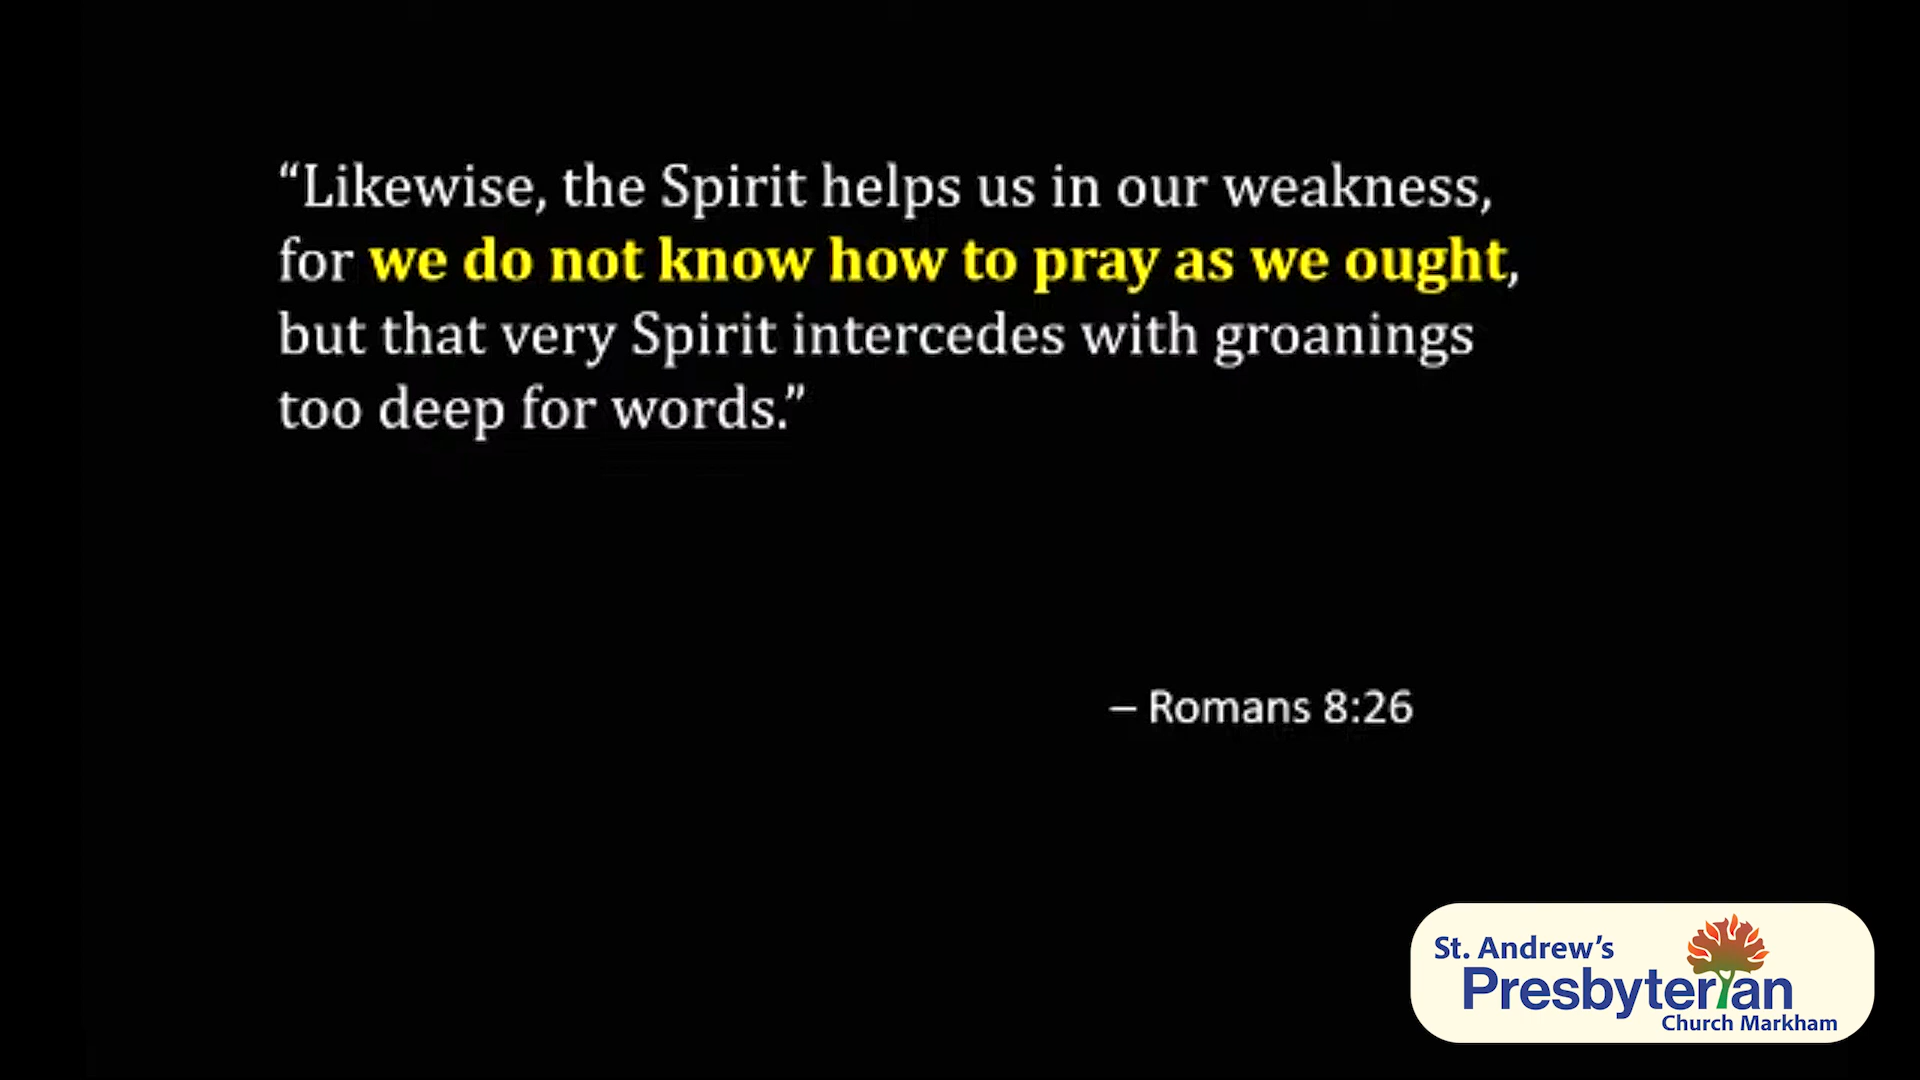 “Likewise, the Spirit helps us in our weakness,
for we do not know how to pray as we ought,
but that very Spirit intercedes with groanings
too deep for words.”
– Romans 8:26
St. Andrew’s
Presbyterian
Church Markham